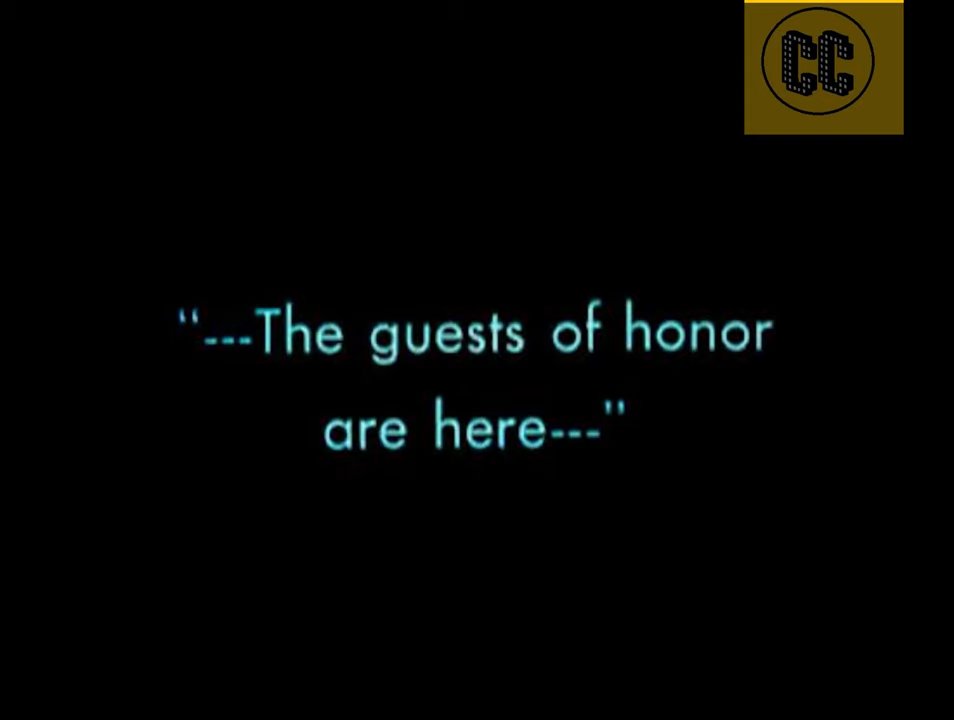 CC
"---The guests of honor
are here---"